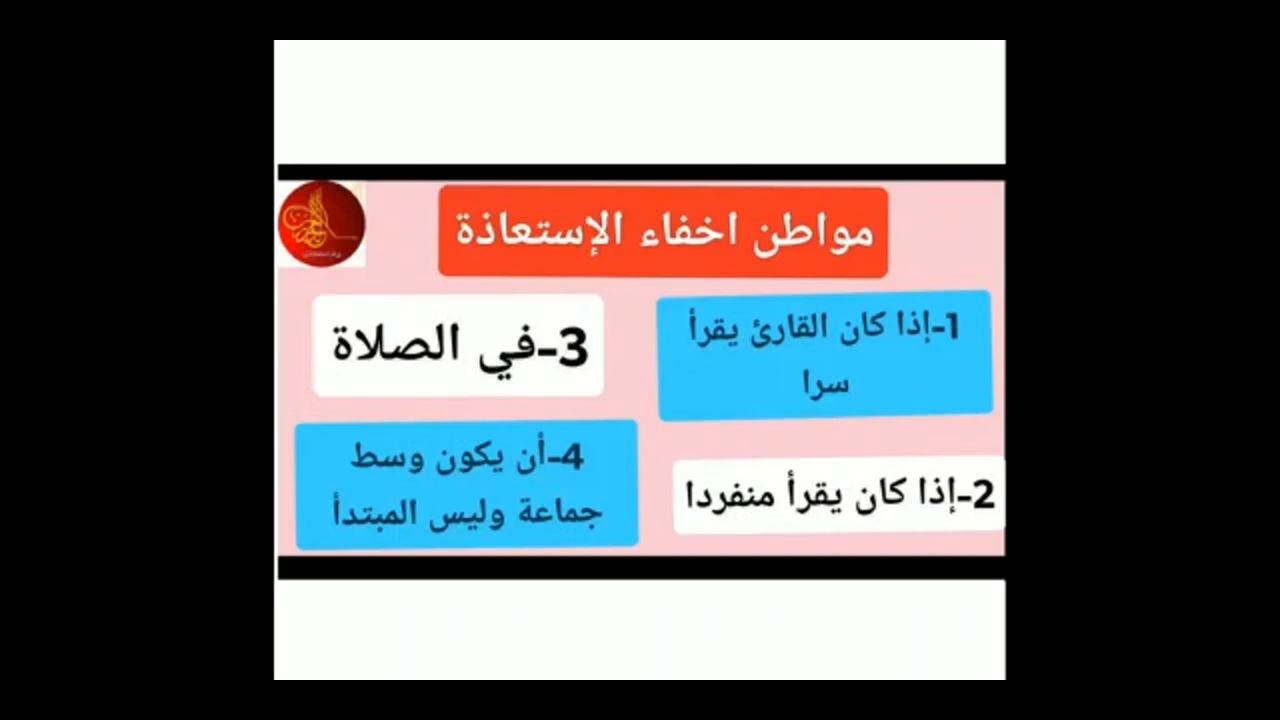 مواطن اخفاء الإستعاذة
1-إذا كان القارئ يقرأ
سرا
2-إذا كان يقرأ منفردا
3-في الصلاة
4-أن يكون وسط
جماعة وليس المبتدأ